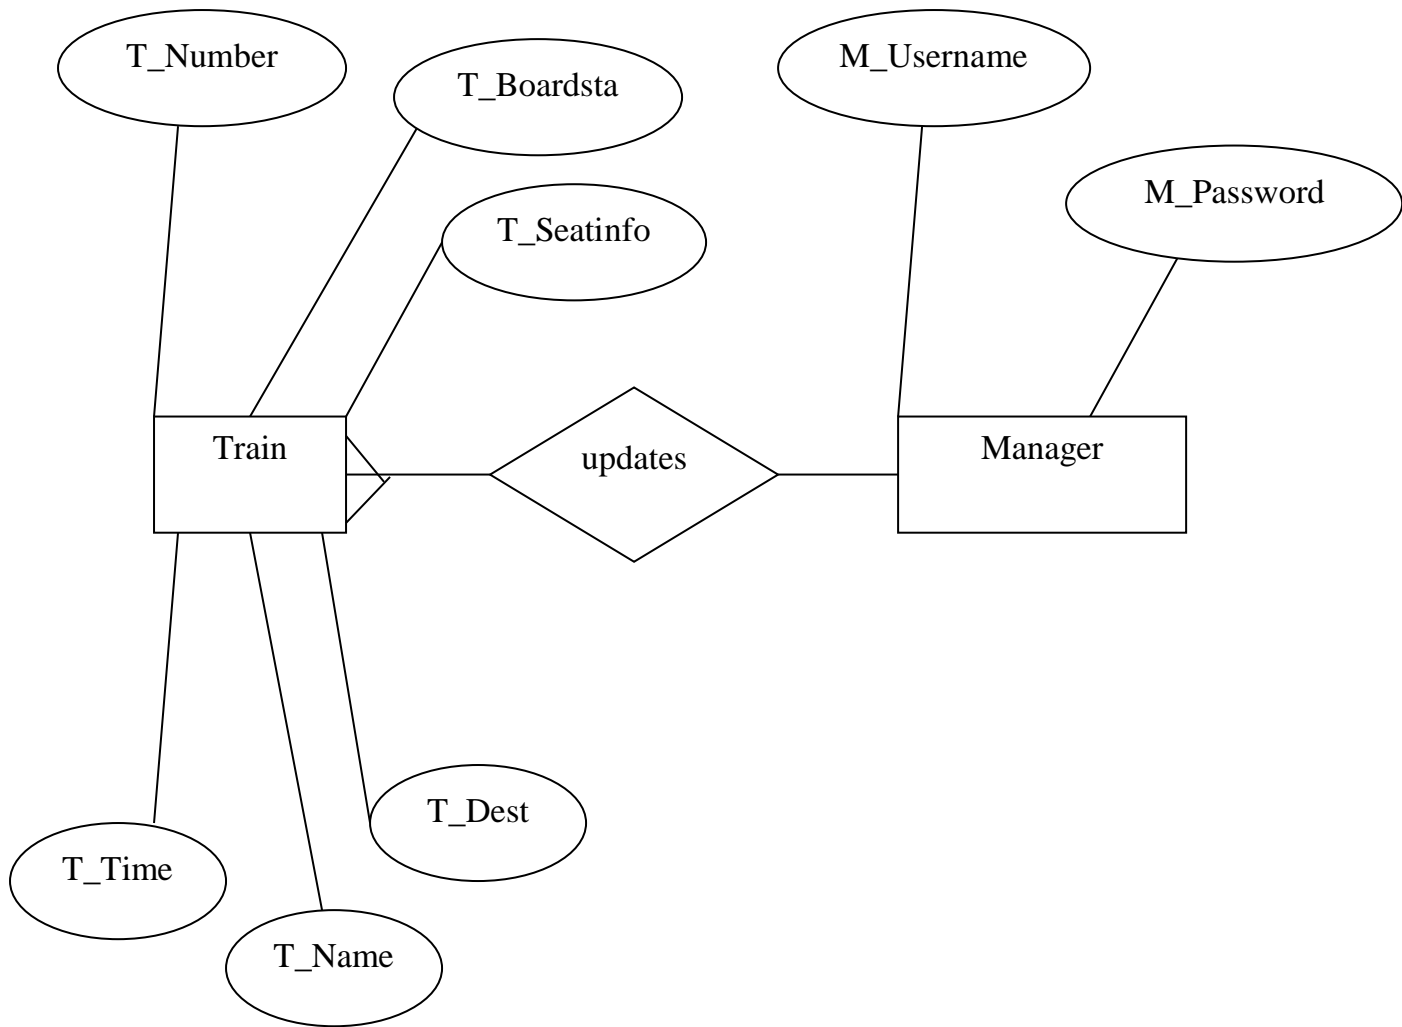 T_Number
T_Boardsta
M_Username
M_Password
T_Seatinfo
Train
updates
Manager
T_Dest
T_Time
T_Name